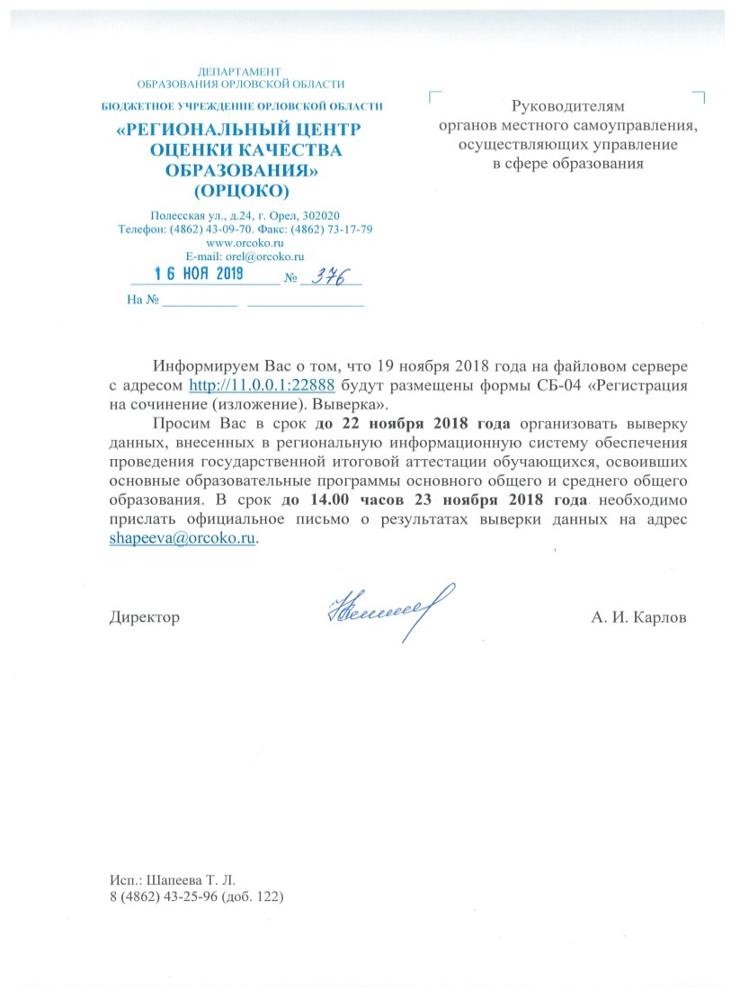 ДЕПАРТАМЕНТ
ОБРАЗОВАНИЯ ОРЛОВСКОЙ ОБЛАСТИ
БЮДЖЕТНОЕ УЧРЕЖДЕНИЕ ОРЛОВСКОЙ ОБЛАСТИ
«РЕГИОНАЛЬНЫЙ ЦЕНТР
ОЦЕНКИ КАЧЕСТВА
ОБРАЗОВАНИЯ»
(ОРЦОКО)
Полесская ул., д.24, г. Орел, 302020
Телефон: (4862) 43-09-70. Факс: (4862) 73-17-79
www.orcoko.ru
E-mail: orel@orcoko.ru
16 НОЯ 2018 № 376
На №
Руководителям
органов местного самоуправления,
осуществляющих управление
в сфере образования
Информируем Вас о том, что 19 ноября 2018 года на файловом сервере
с адресом http://11.0.0.1:22888 будут размещены формы СБ-04 «Регистрация
на сочинение (изложение). Выверка».
Просим Вас в срок до 22 ноября 2018 года организовать выверку
данных, внесенных в региональную информационную систему обеспечения
проведения государственной итоговой аттестации обучающихся, освоивших
основные образовательные программы основного общего и среднего общего
образования. В срок до 14.00 часов 23 ноября 2018 года необходимо
прислать официальное письмо о результатах выверки данных на адрес
shapeeva@orcoko.ru.
Директор А. И. Карлов
Исп.: Шапеева Т. Л.
8 (4862) 43-25-96 (доб. 122)